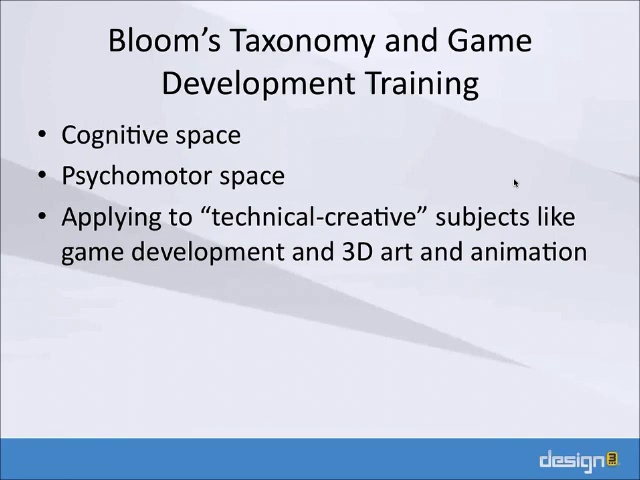 Bloom’s Taxonomy and Game
Development Training
• Cognitive space
• Psychomotor space
• Applying to “technical-creative” subjects like
game development and 3D art and animation
design3